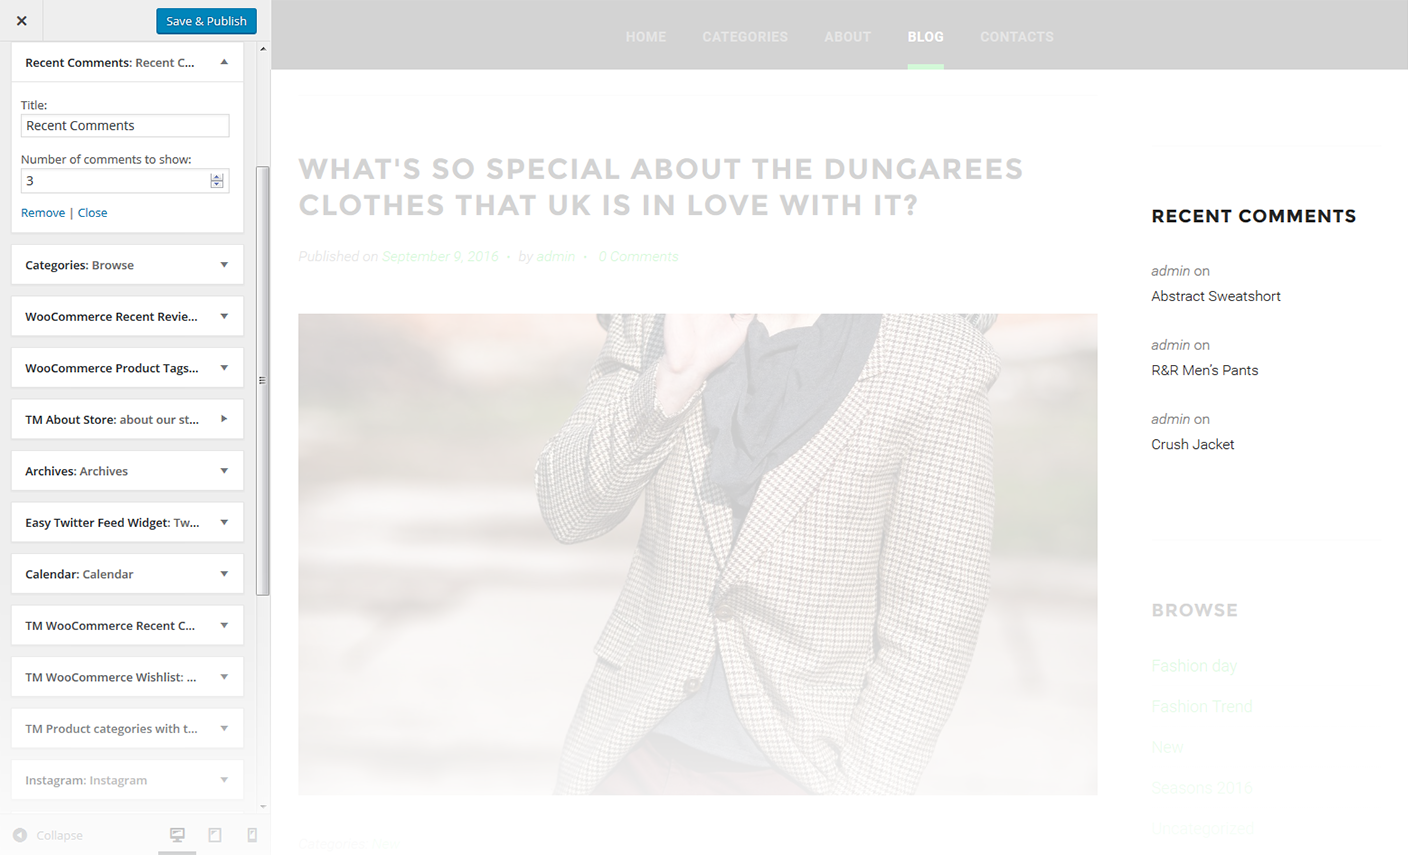 Save & Publish
Recent Comments: Recent C...
Title:
Recent Comments
Number of comments to show:
3
Remove | Close
Categories: Browse
WooCommerce Recent Revie...
WooCommerce Product Tags...
TM About Store: about our st...
Archives: Archives
Easy Twitter Feed Widget: Tw...
Calendar: Calendar
TM WooCommerce Recent C...
TM WooCommerce Wishlist: ...
TM Product categories with t...
Instagram: Instagram
Collapse
HOME CATEGORIES ABOUT BLOG CONTACTS
WHAT'S SO SPECIAL ABOUT THE DUNGAREES
CLOTHES THAT UK IS IN LOVE WITH IT?
Published on September 9, 2016 · by admin · 0 Comments
RECENT COMMENTS
admin on
Abstract Sweatshort
admin on
R&R Men's Pants
admin on
Crush Jacket
BROWSE
Fashion day
Fashion Trend
New
Seasons 2016
Uncategorized